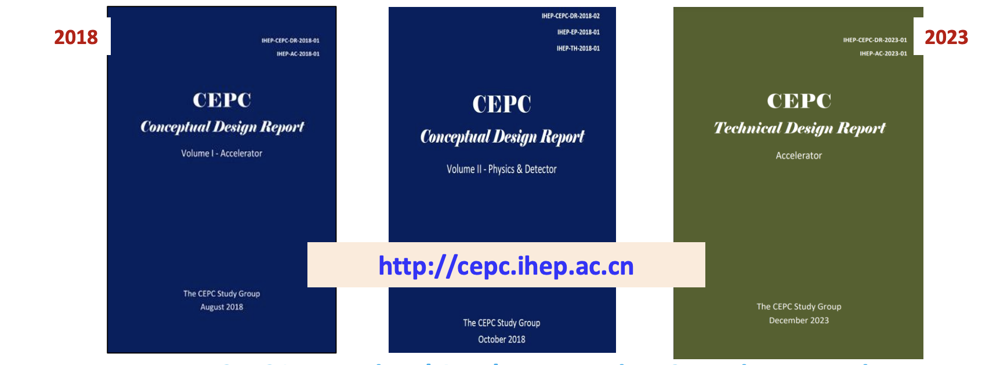 2018
IHEP-CEPC-DR-2018-01
IHEP-AC-2018-01
CEPC
Conceptual Design Report
Volume I - Accelerator
The CEPC Study Group
August 2018
IHEP-CEPC-DR-2018-02
IHEP-EP-2018-01
IHEP-TH-2018-01
CEPC
Conceptual Design Report
Volume II - Physics & Detector
The CEPC Study Group
October 2018
2023
IHEP-CEPC-DR-2023-01
IHEP-AC-2023-01
CEPC
Technical Design Report
Accelerator
The CEPC Study Group
December 2023
http://cepc.ihep.ac.cn